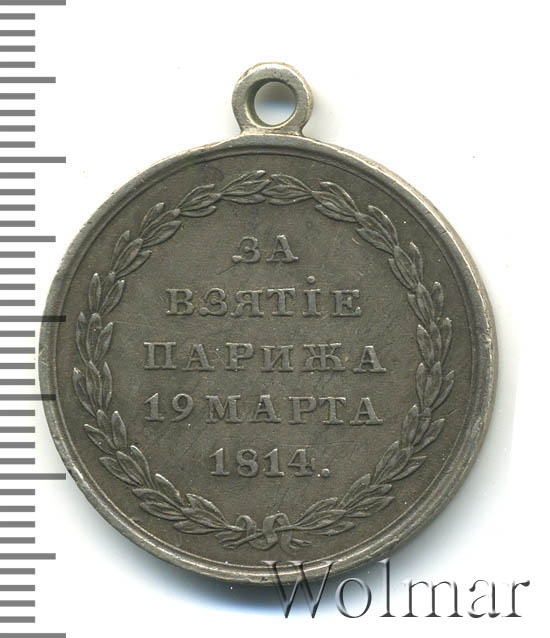 ЗА
ВЗЯТІЕ
ПАРИЖА
19 МАРТА
1814.
Wolmar